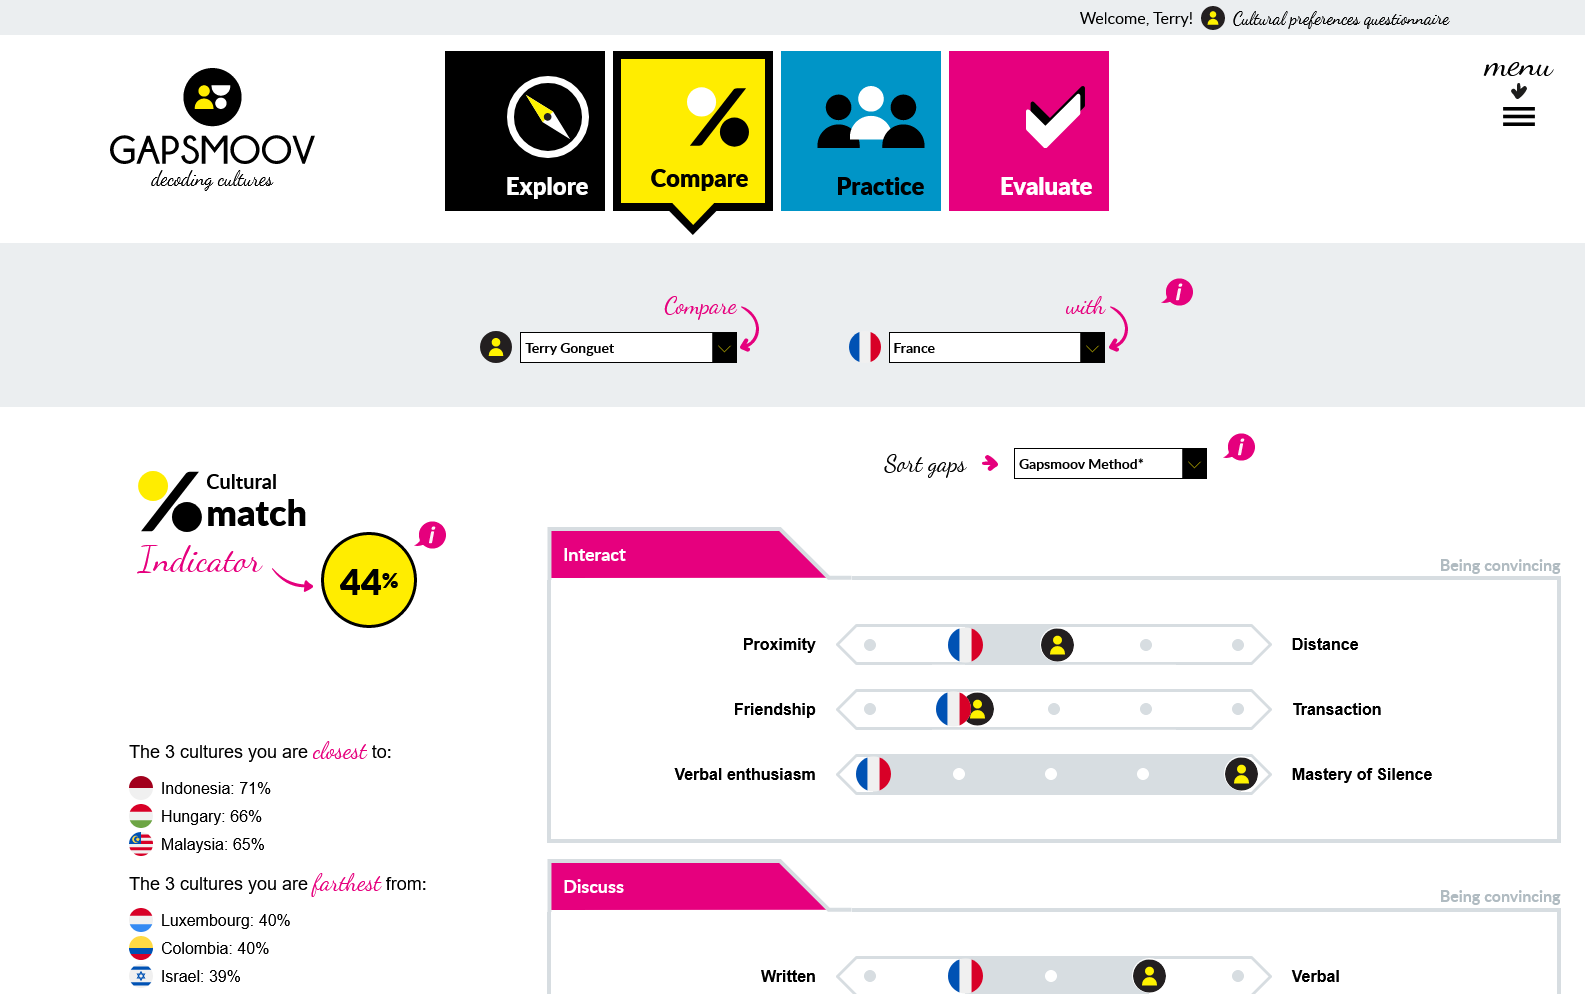 Welcome, Terry! Cultural preferences questionnaire
menu
GAPSMOOV
decoding cultures
Explore
Compare
Practice
Evaluate
Compare
with
i
Terry Gonguet
France
Sort gaps
Gapsmoov Method*
i
Cultural
match
Indicator
44%
i
The 3 cultures you are closest to:
Indonesia: 71%
Hungary: 66%
Malaysia: 65%
The 3 cultures you are farthest from:
Luxembourg: 40%
Colombia: 40%
Israel: 39%
Interact
Being convincing
Proximity Distance
Friendship Transaction
Verbal enthusiasm Mastery of Silence
Discuss
Being convincing
Written Verbal